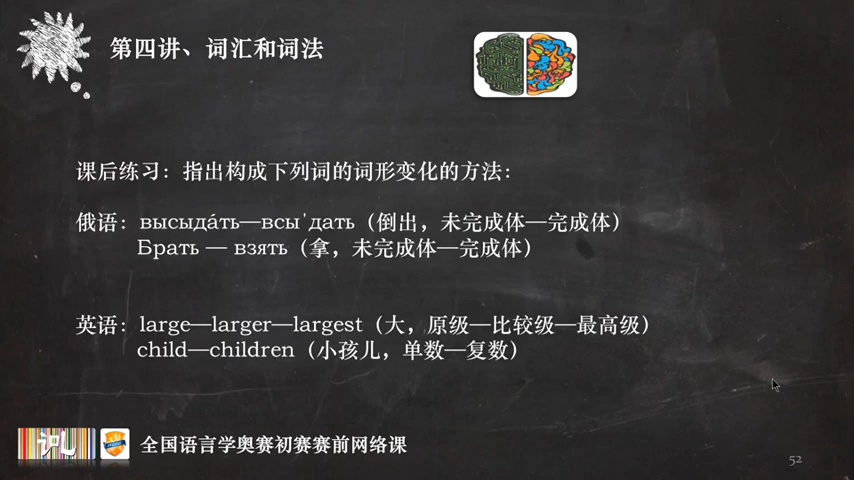 第四讲、词汇和词法
课后练习：指出构成下列词的词形变化的方法：
俄语：высыда́ть—всыˈдать（倒出，未完成体—完成体）
Брать — взять（拿，未完成体—完成体）
英语：large—larger—largest（大，原级—比较级—最高级）
child—children（小孩儿，单数—复数）
全国语言学奥赛初赛赛前网络课
52